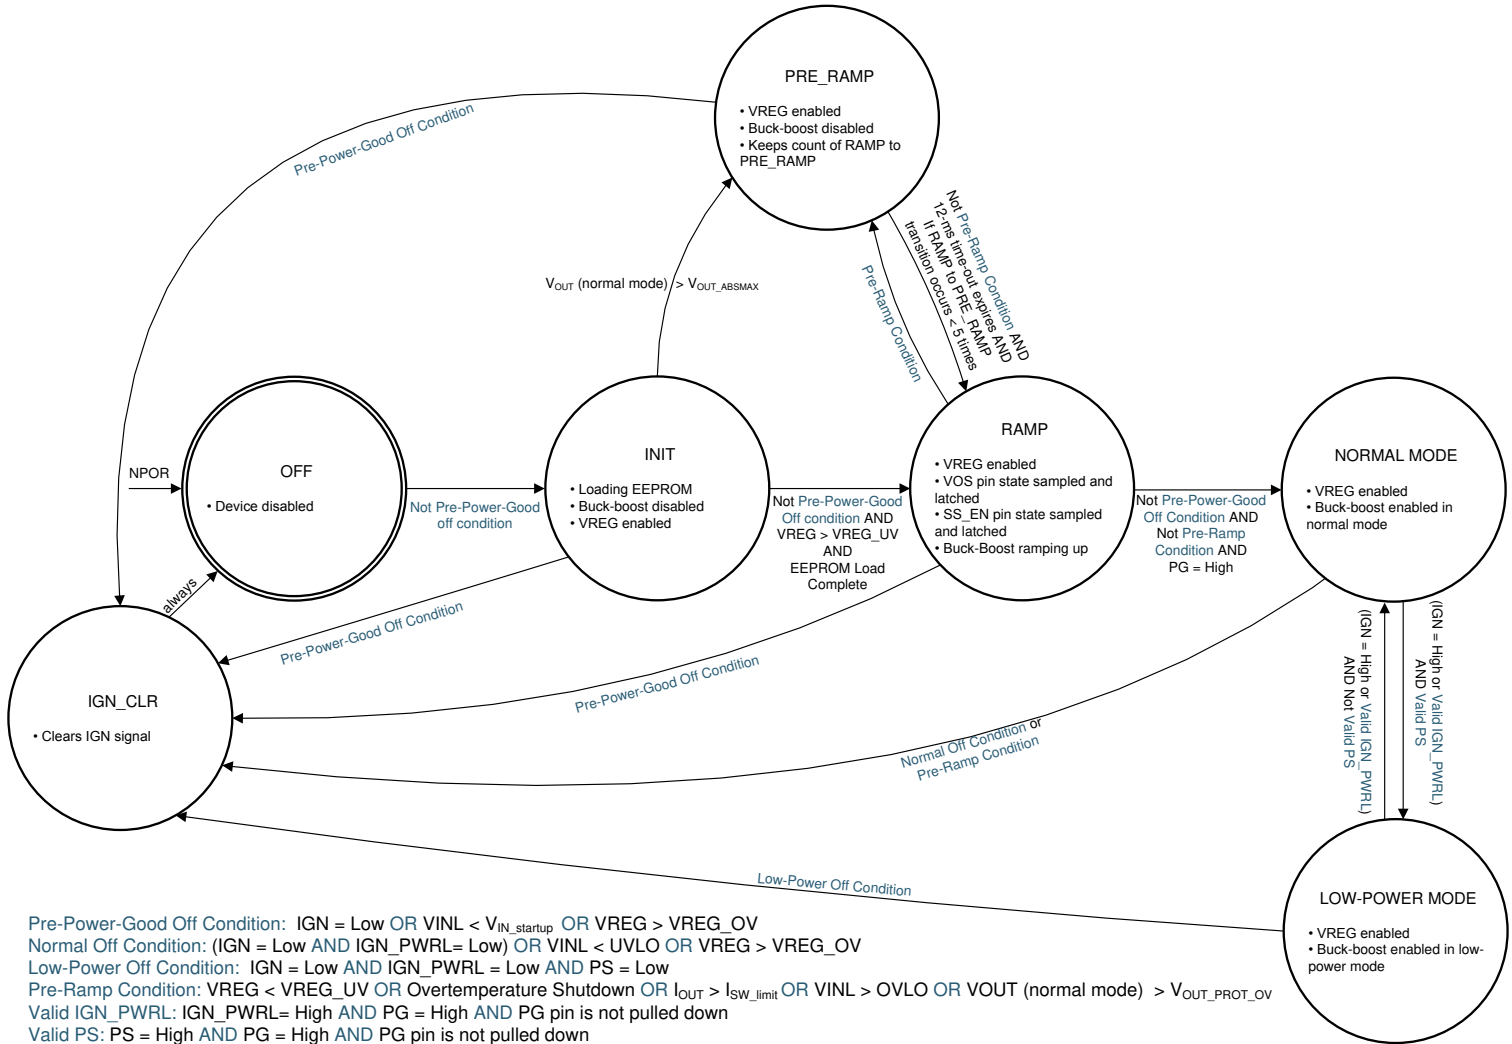 PRE_RAMP
• VREG enabled
• Buck-boost disabled
• Keeps count of RAMP to
PRE_RAMP
Pre-Power-Good Off Condition
Not Pre-Ramp Condition AND
12-ms time-out expires AND
If RAMP to PRE_RAMP
transition occurs < 5 times
Pre-Ramp Condition
VOUT (normal mode) > VOUT_ABSMAX
NPOR
OFF
• Device disabled
Not Pre-Power-Good
off condition
INIT
• Loading EEPROM
• Buck-boost disabled
• VREG enabled
Not Pre-Power-Good
Off condition AND
VREG > VREG_UV
AND
EEPROM Load
Complete
RAMP
• VREG enabled
• VOS pin state sampled and
latched
• SS_EN pin state sampled
and latched
• Buck-Boost ramping up
Not Pre-Power-Good
Off Condition AND
Not Pre-Ramp
Condition AND
PG = High
NORMAL MODE
• VREG enabled
• Buck-boost enabled in
normal mode
always
Pre-Power-Good Off Condition
Pre-Power-Good Off Condition
IGN_CLR
• Clears IGN signal
Normal Off Condition or
Pre-Ramp Condition
(IGN = High or Valid IGN_PWRL)
AND Not Valid PS
(IGN = High or Valid IGN_PWRL)
AND Valid PS
Low-Power Off Condition
LOW-POWER MODE
• VREG enabled
• Buck-boost enabled in low-
power mode
Pre-Power-Good Off Condition: IGN = Low OR VINL < VIN_startup OR VREG > VREG_OV
Normal Off Condition: (IGN = Low AND IGN_PWRL= Low) OR VINL < UVLO OR VREG > VREG_OV
Low-Power Off Condition: IGN = Low AND IGN_PWRL = Low AND PS = Low
Pre-Ramp Condition: VREG < VREG_UV OR Overtemperature Shutdown OR IOUT > ISW_limit OR VINL > OVLO OR VOUT (normal mode) > VOUT_PROT_OV
Valid IGN_PWRL: IGN_PWRL= High AND PG = High AND PG pin is not pulled down
Valid PS: PS = High AND PG = High AND PG pin is not pulled down